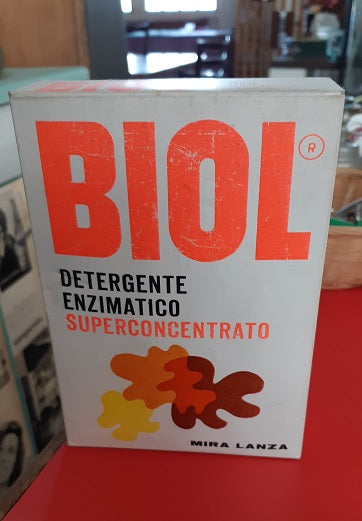 BIOL®
DETERGENTE
ENZIMATICO
SUPERCONCENTRATO
MIRA LANZA